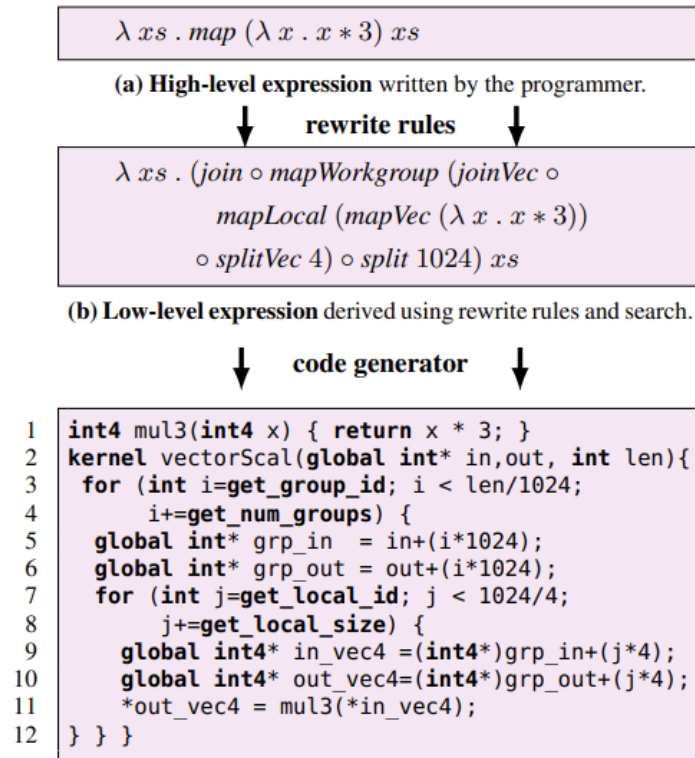 λ xs . map (λ x . x ∗ 3) xs
(a) High-level expression written by the programmer.
rewrite rules
λ xs . (join ∘ mapWorkgroup (joinVec ∘
mapLocal (mapVec (λ x . x ∗ 3))
∘ splitVec 4) ∘ split 1024) xs
(b) Low-level expression derived using rewrite rules and search.
code generator
1 int4 mul3(int4 x) { return x * 3; }
2 kernel vectorScal(global int* in,out, int len){
3 for (int i=get_group_id; i < len/1024;
4 i+=get_num_groups) {
5 global int* grp_in = in+(i*1024);
6 global int* grp_out = out+(i*1024);
7 for (int j=get_local_id; j < 1024/4;
8 j+=get_local_size) {
9 global int4* in_vec4 =(int4*)grp_in+(j*4);
10 global int4* out_vec4=(int4*)grp_out+(j*4);
11 *out_vec4 = mul3(*in_vec4);
12 } } }